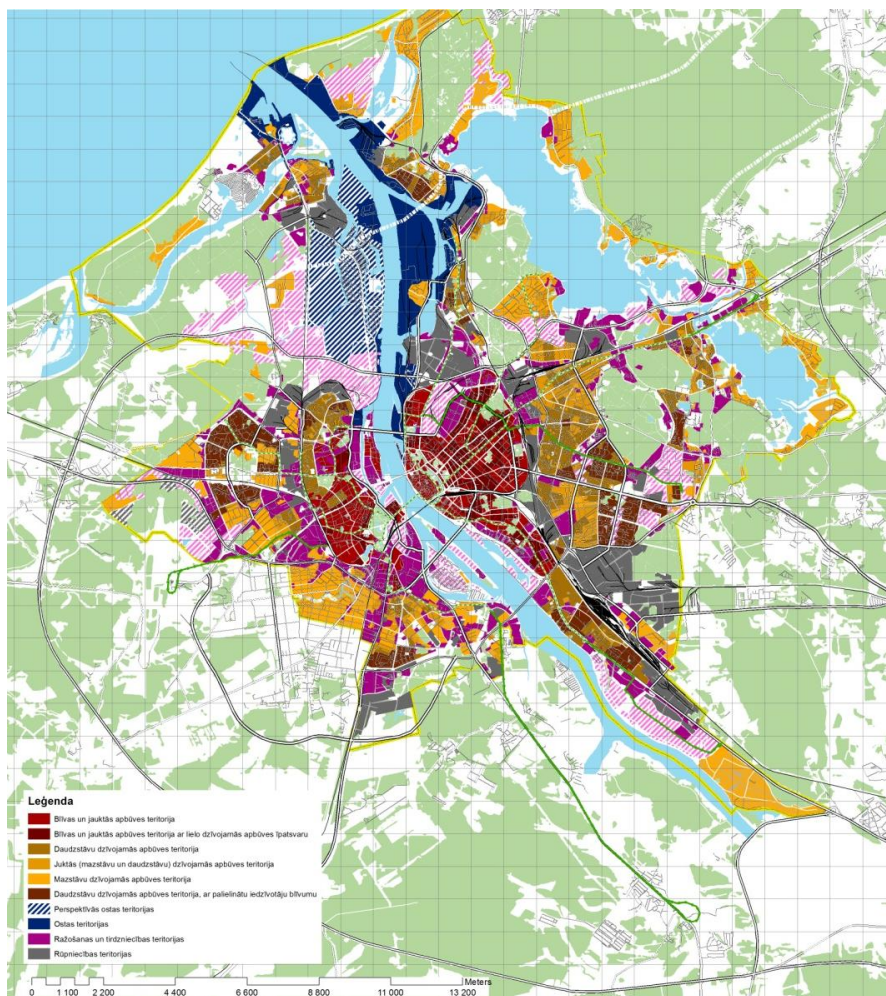 Leģenda
Blīvas un jauktās apbūves teritorija
Blīvas un jauktās apbūves teritorija ar lielo dzīvojamās apbūves īpatsvaru
Daudzstāvu dzīvojamās apbūves teritorija
Juktās (mazstāvu un daudzstāvu) dzīvojamās apbūves teritorija
Mazstāvu dzīvojamās apbūves teritorija
Daudzstāvu dzīvojamās apbūves teritorija, ar palielinātu iedzīvotāju blīvumu
Perspektīvās ostas teritorijas
Ostas teritorijas
Ražošanas un tirdzniecības teritorijas
Rūpniecības teritorijas
Meters
0 1 100 2 200 4 400 6 600 8 800 11 000 13 200